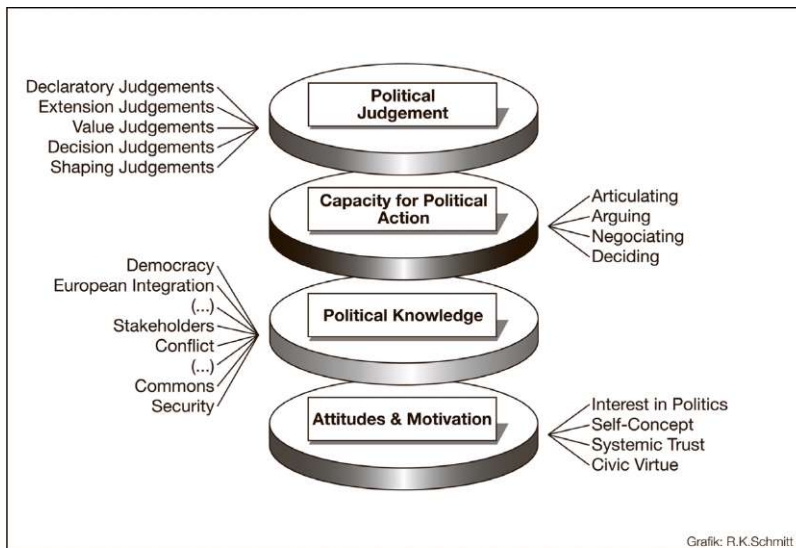 Declaratory Judgements
Extension Judgements
Value Judgements
Decision Judgements
Shaping Judgements
Political
Judgement
Capacity for Political
Action
Articulating
Arguing
Negociating
Deciding
Democracy
European Integration
(...)
Stakeholders
Conflict
(...)
Commons
Security
Political Knowledge
Attitudes & Motivation
Interest in Politics
Self-Concept
Systemic Trust
Civic Virtue
Grafik: R.K.Schmitt